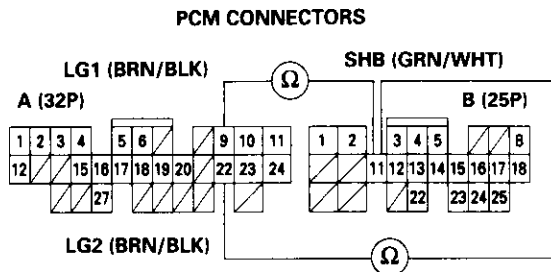 PCM CONNECTORS
LG1 (BRN/BLK) SHB (GRN/WHT)
Ω
A (32P) B (25P)
1 2 3 4 5 6 9 10 11 1 2 3 4 5 8
12 15 16 17 18 19 20 22 23 24 11 12 13 14 15 16 17 18
27 22 23 24 25
LG2 (BRN/BLK)
Ω